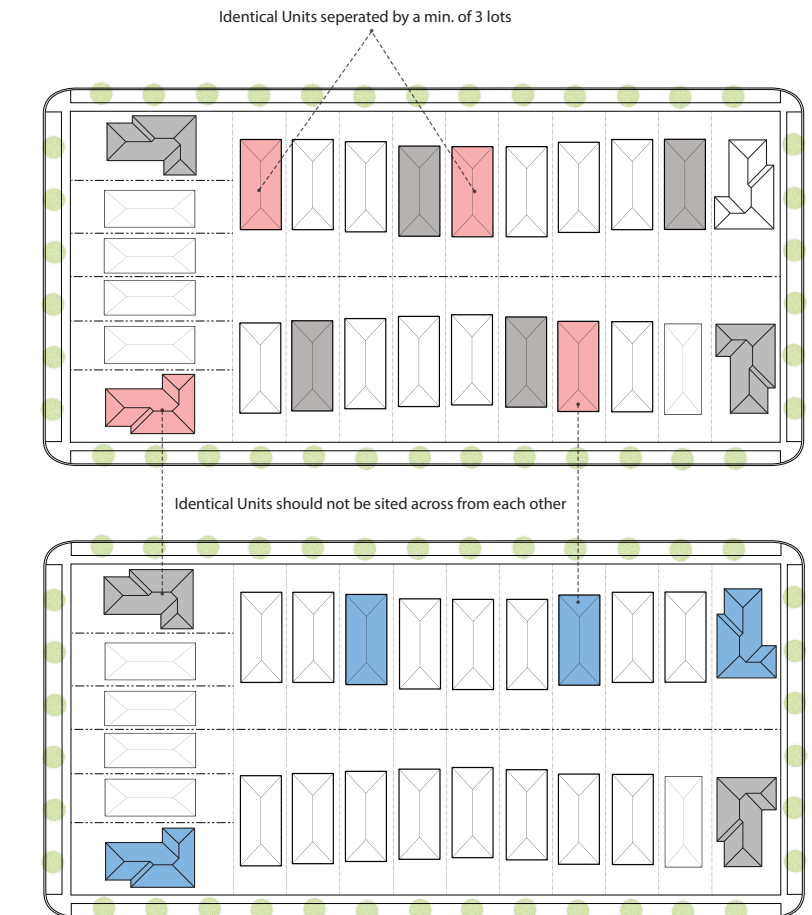 Identical Units seperated by a min. of 3 lots
Identical Units should not be sited across from each other